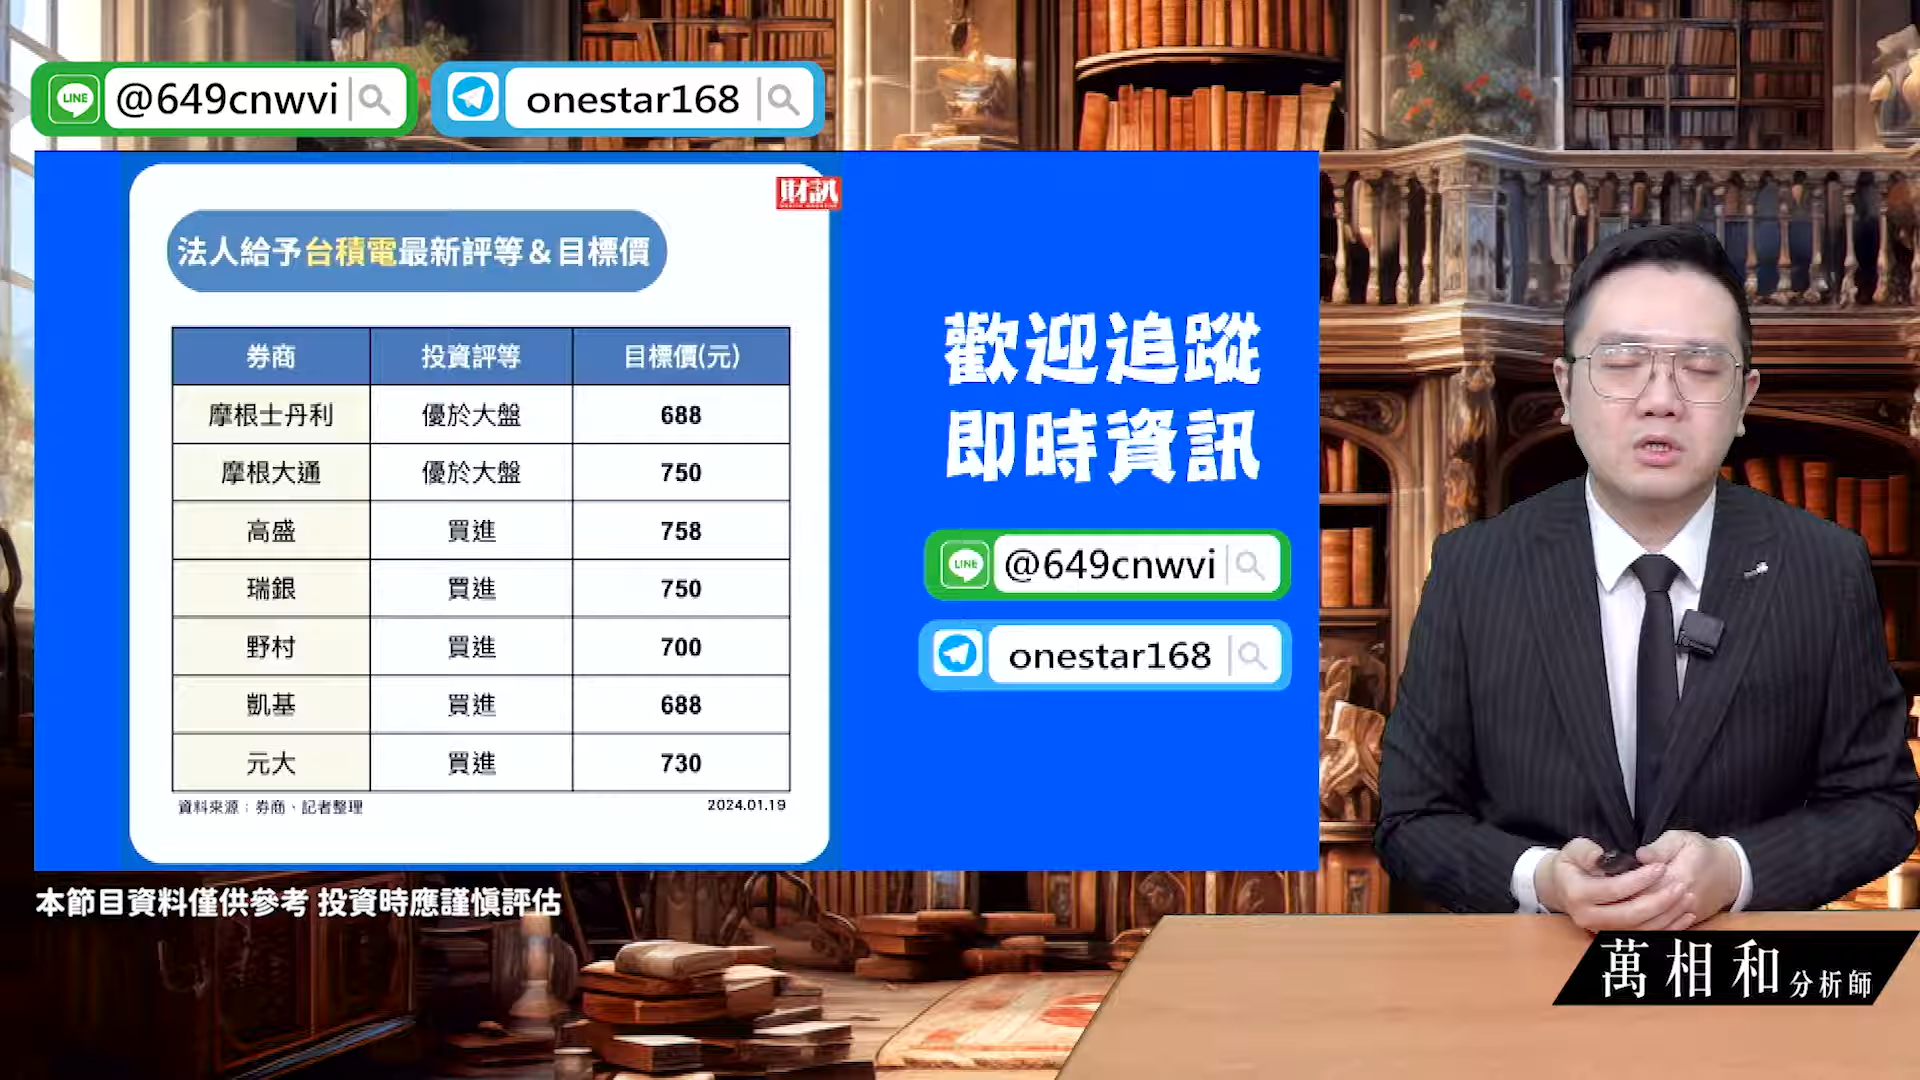 LINE @649cnwvi
onestar168
財訊
法人給予台積電最新評等&目標價
券商 投資評等 目標價(元)
摩根士丹利 優於大盤 688
摩根大通 優於大盤 750
高盛 買進 758
瑞銀 買進 750
野村 買進 700
凱基 買進 688
元大 買進 730
資料來源：券商、記者整理 2024.01.19
歡迎追蹤
即時資訊
LINE @649cnwvi
onestar168
本節目資料僅供參考 投資時應謹慎評估
萬相和分析師